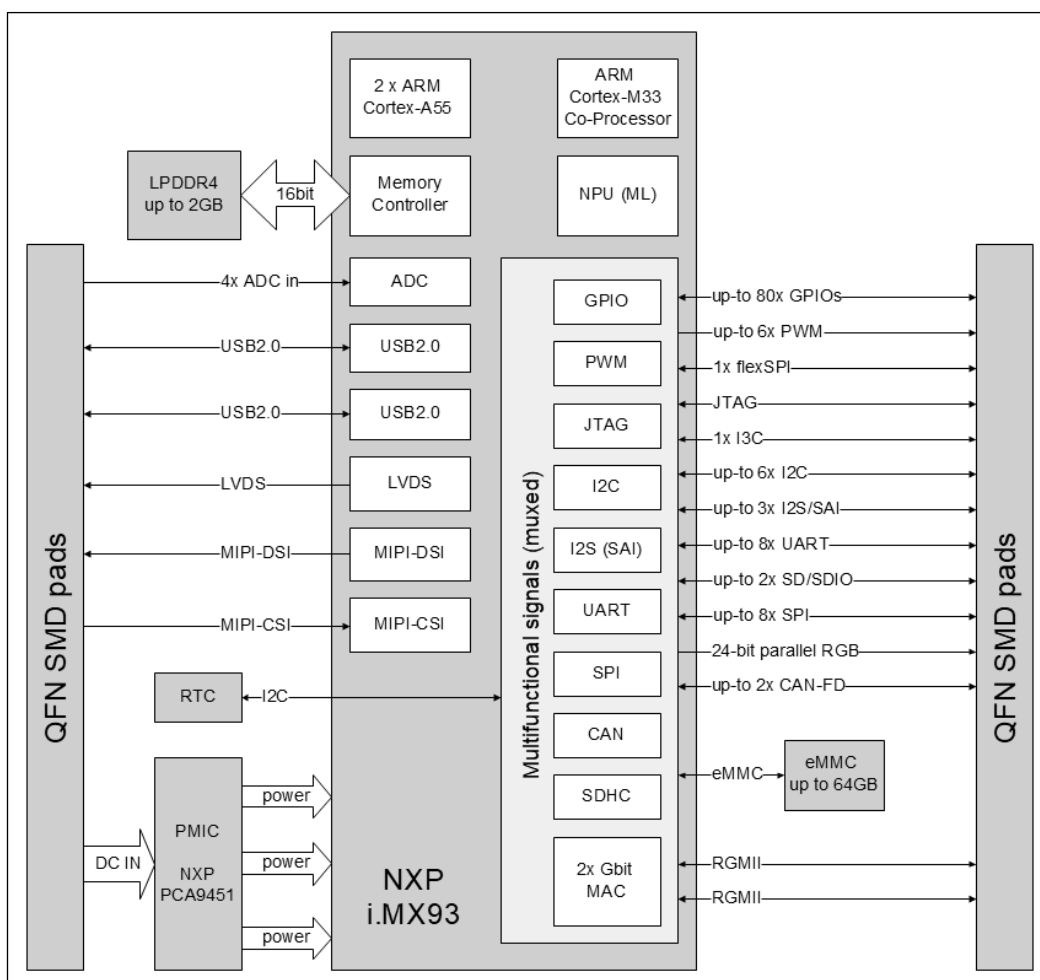 2 x ARM
Cortex-A55
ARM
Cortex-M33
Co-Processor
LPDDR4
up to 2GB
16bit
Memory
Controller
NPU (ML)
QFN SMD pads
4x ADC in
ADC
USB2.0
USB2.0
USB2.0
USB2.0
LVDS
LVDS
MIPI-DSI
MIPI-DSI
MIPI-CSI
MIPI-CSI
RTC
I2C
PMIC
NXP
PCA9451
DC IN
power
power
power
NXP
i.MX93
Multifunctional signals (muxed)
GPIO
PWM
JTAG
I2C
I2S (SAI)
UART
SPI
CAN
SDHC
2x Gbit
MAC
up-to 80x GPIOs
up-to 6x PWM
1x flexSPI
JTAG
1x I3C
up-to 6x I2C
up-to 3x I2S/SAI
up-to 8x UART
up-to 2x SD/SDIO
up-to 8x SPI
24-bit parallel RGB
up-to 2x CAN-FD
eMMC
eMMC
up to 64GB
RGMII
RGMII
QFN SMD pads